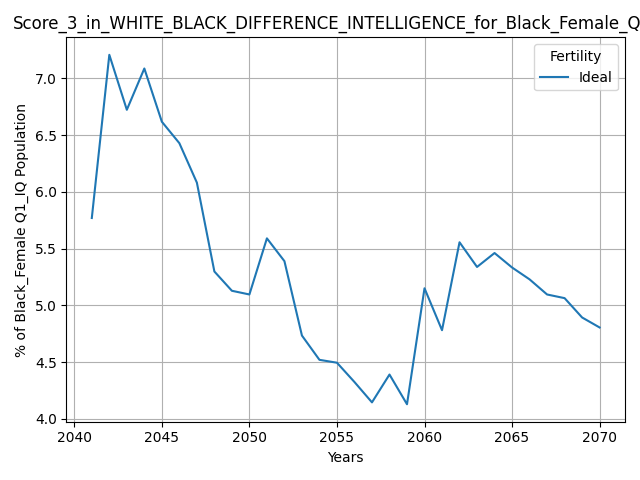 Score_3_in_WHITE_BLACK_DIFFERENCE_INTELLIGENCE_for_Black_Female_Q
Fertility
Ideal
% of Black_Female Q1_IQ Population
7.0
6.5
6.0
5.5
5.0
4.5
4.0
2040 2045 2050 2055 2060 2065 2070
Years